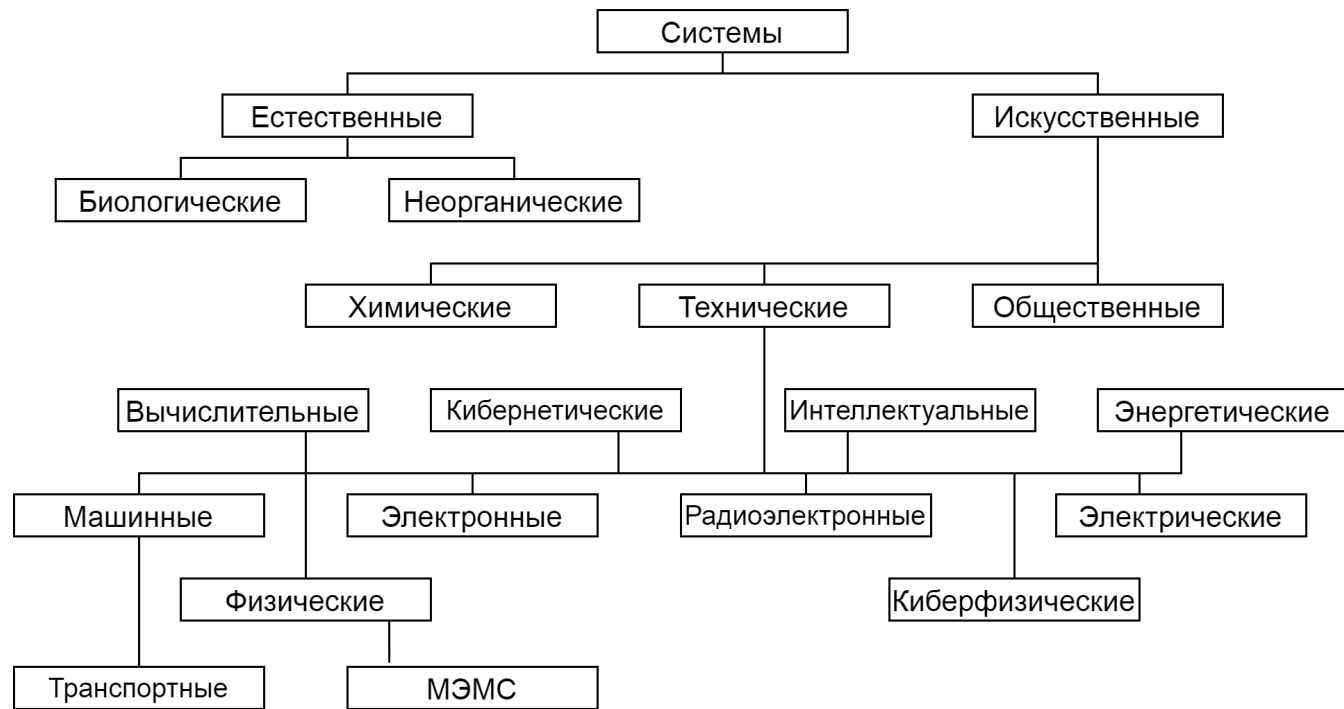 Системы
Естественные
Искусственные
Биологические
Неорганические
Химические
Технические
Общественные
Вычислительные
Кибернетические
Интеллектуальные
Энергетические
Машинные
Электронные
Радиоэлектронные
Электрические
Физические
Киберфизические
Транспортные
МЭМС